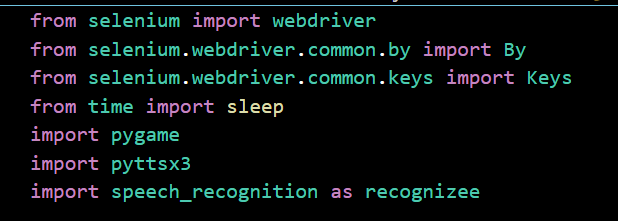 from selenium import webdriver
from selenium.webdriver.common.by import By
from selenium.webdriver.common.keys import Keys
from time import sleep
import pygame
import pyttsx3
import speech_recognition as recognizee